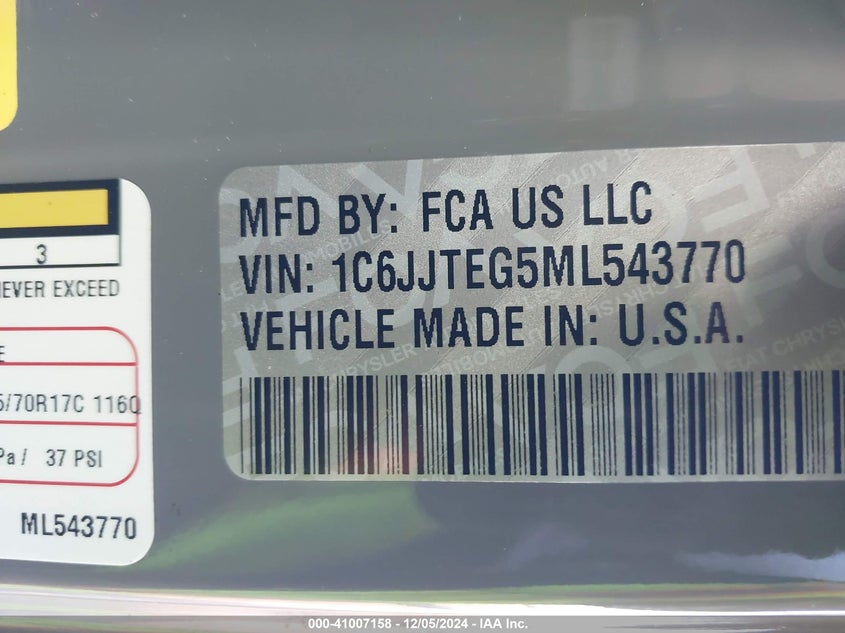 MFD BY: FCA US LLC
VIN: 1C6JJTEG5ML543770
VEHICLE MADE IN: U.S.A.
3
NEVER EXCEED
/70R17C 116Q
Pa / 37 PSI
ML543770
000-41007158 - 12/05/2024 - IAA Inc.